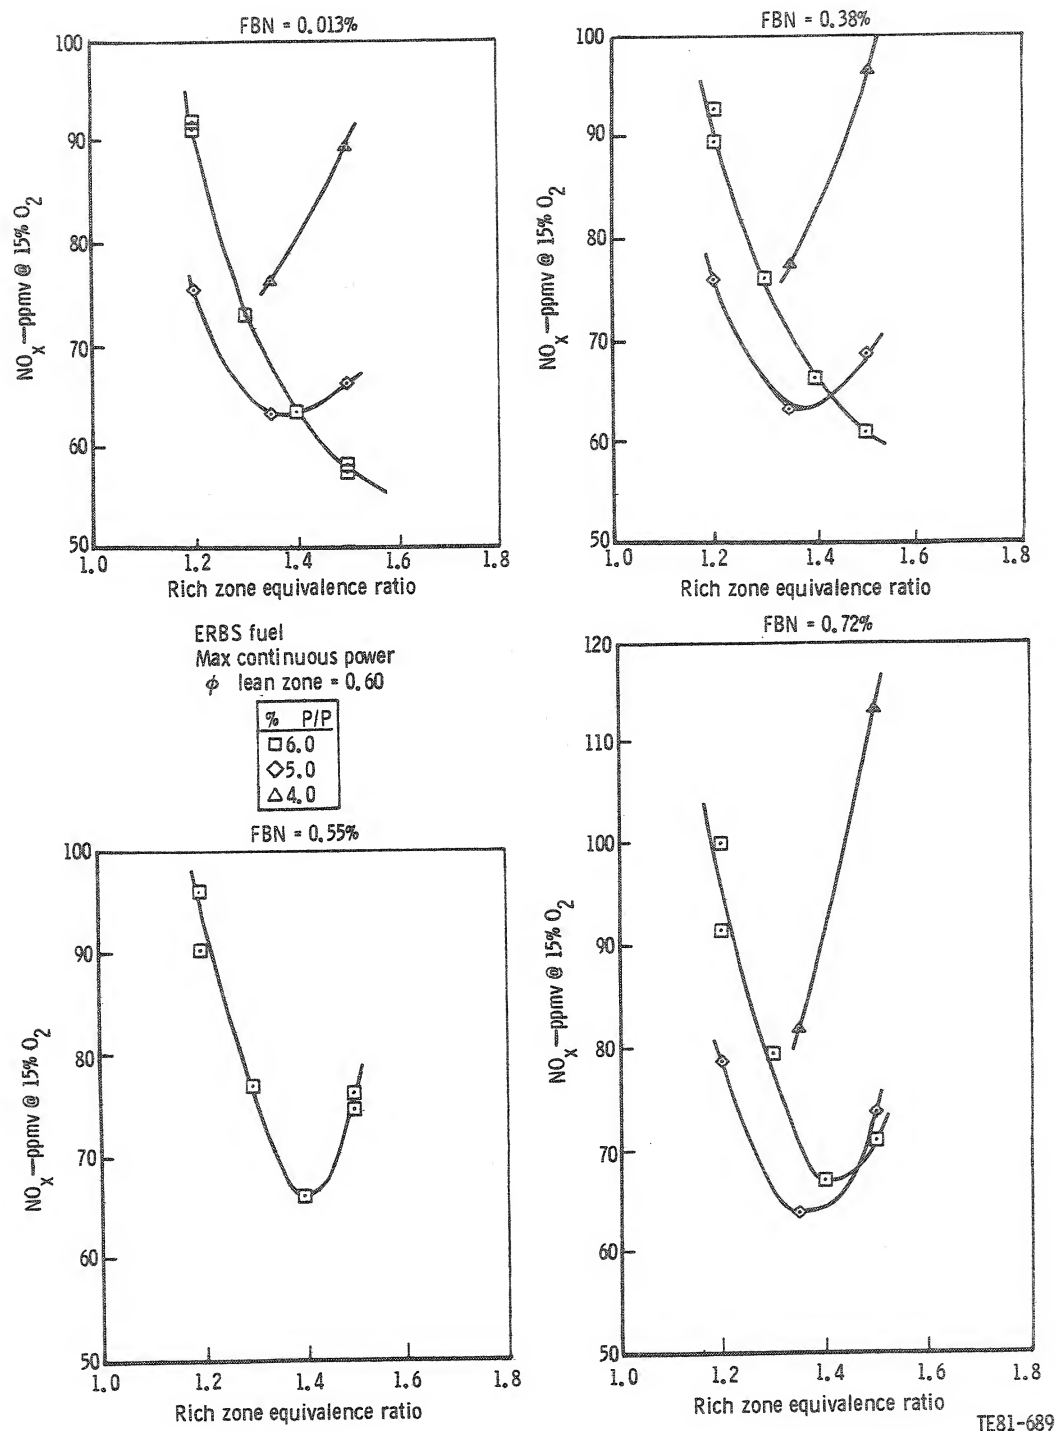 FBN = 0.013%
100
90
80
70
60
50
NOx—ppmv @ 15% O2
1.0
1.2
1.4
1.6
1.8
Rich zone equivalence ratio
FBN = 0.38%
100
90
80
70
60
50
NOx—ppmv @ 15% O2
1.0
1.2
1.4
1.6
1.8
Rich zone equivalence ratio
ERBS fuel
Max continuous power
ϕ lean zone = 0.60
% P/P
6.0
5.0
4.0
FBN = 0.55%
100
90
80
70
60
50
NOx—ppmv @ 15% O2
1.0
1.2
1.4
1.6
1.8
Rich zone equivalence ratio
FBN = 0.72%
120
110
100
90
80
70
60
50
NOx—ppmv @ 15% O2
1.0
1.2
1.4
1.6
1.8
Rich zone equivalence ratio
TE81-689